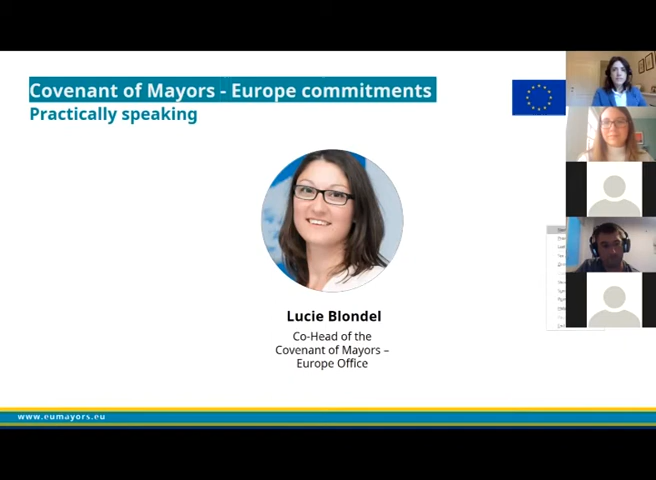 Covenant of Mayors - Europe commitments
Practically speaking
Lucie Blondel
Co-Head of the
Covenant of Mayors –
Europe Office
www.eumayors.eu